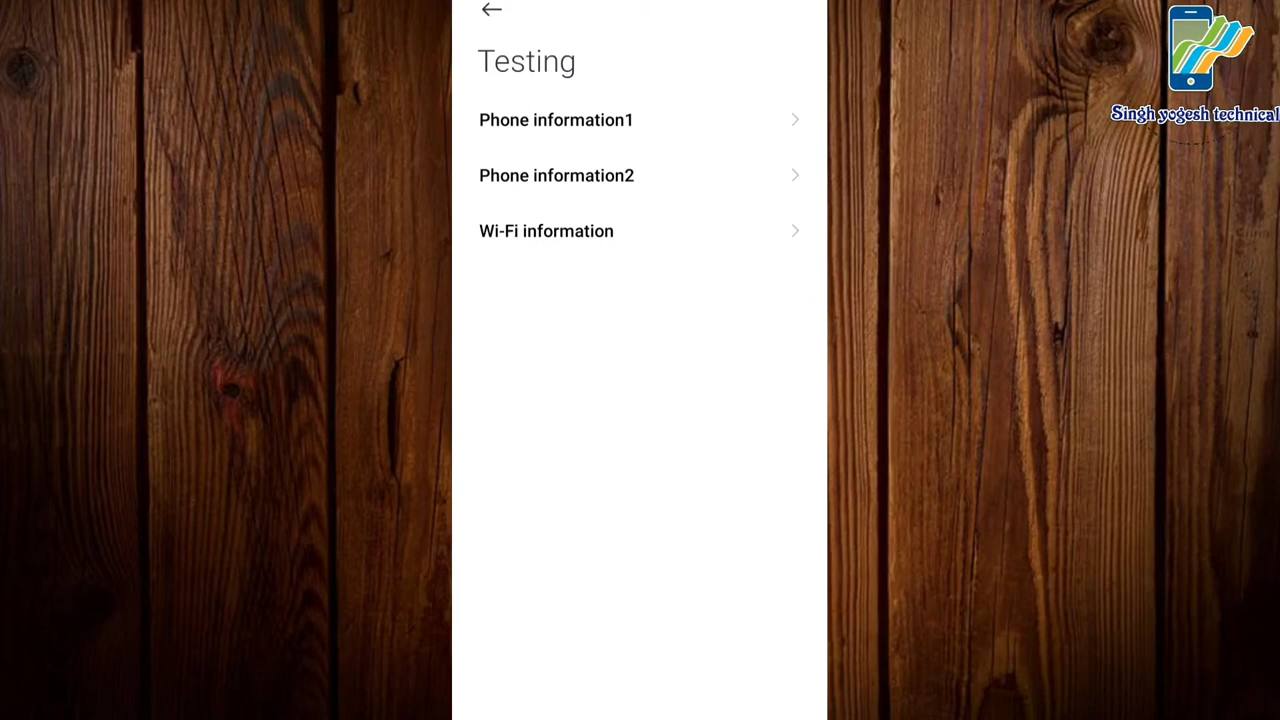 Testing
Phone information1
Phone information2
Wi-Fi information
Singh yogesh technical